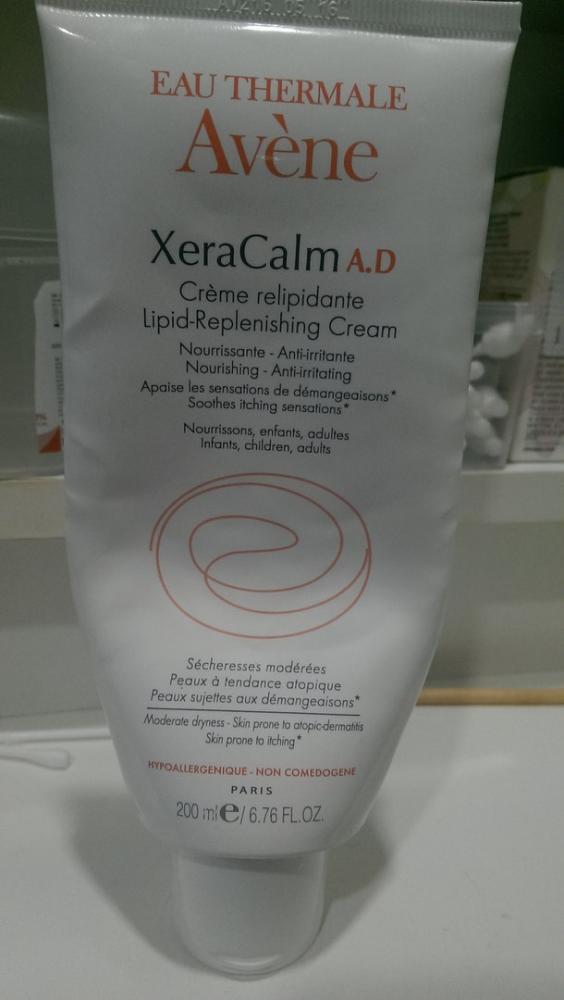 EAU THERMALE
Avène
XeraCalm A.D
Crème relipidante
Lipid-Replenishing Cream
Nourrissante - Anti-irritante
Nourishing - Anti-irritating
Apaise les sensations de démangeaisons*
Soothes itching sensations*
Nourrissons, enfants, adultes
Infants, children, adults
Sécheresses modérées
Peaux à tendance atopique
Peaux sujettes aux démangeaisons*
Moderate dryness - Skin prone to atopic-dermatitis
Skin prone to itching*
HYPOALLERGENIQUE - NON COMEDOGENE
PARIS
200 ml e/ 6.76 FL.OZ.